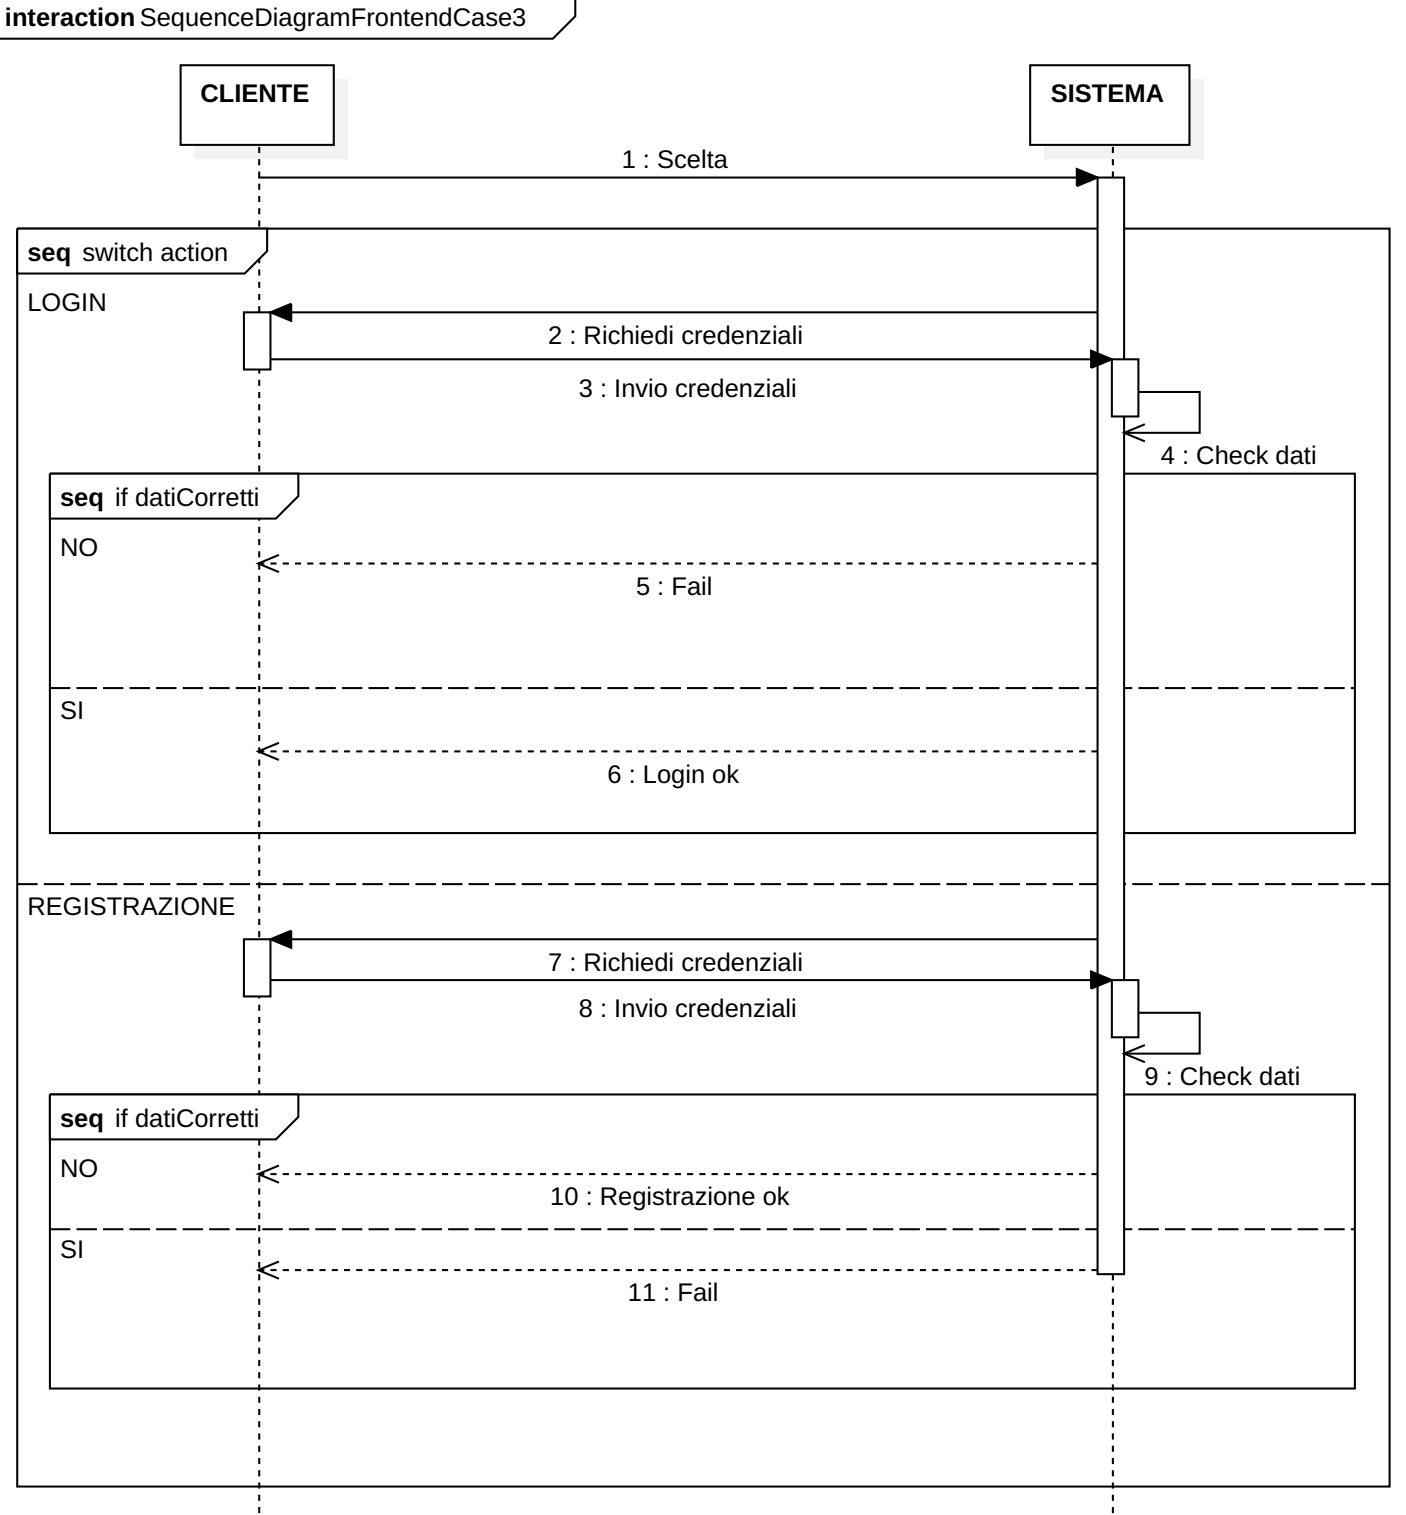 interaction SequenceDiagramFrontendCase3
CLIENTE
SISTEMA
1 : Scelta
seq switch action
LOGIN
2 : Richiedi credenziali
3 : Invio credenziali
4 : Check dati
seq if datiCorretti
NO
5 : Fail
SI
6 : Login ok
REGISTRAZIONE
7 : Richiedi credenziali
8 : Invio credenziali
9 : Check dati
seq if datiCorretti
NO
10 : Registrazione ok
SI
11 : Fail